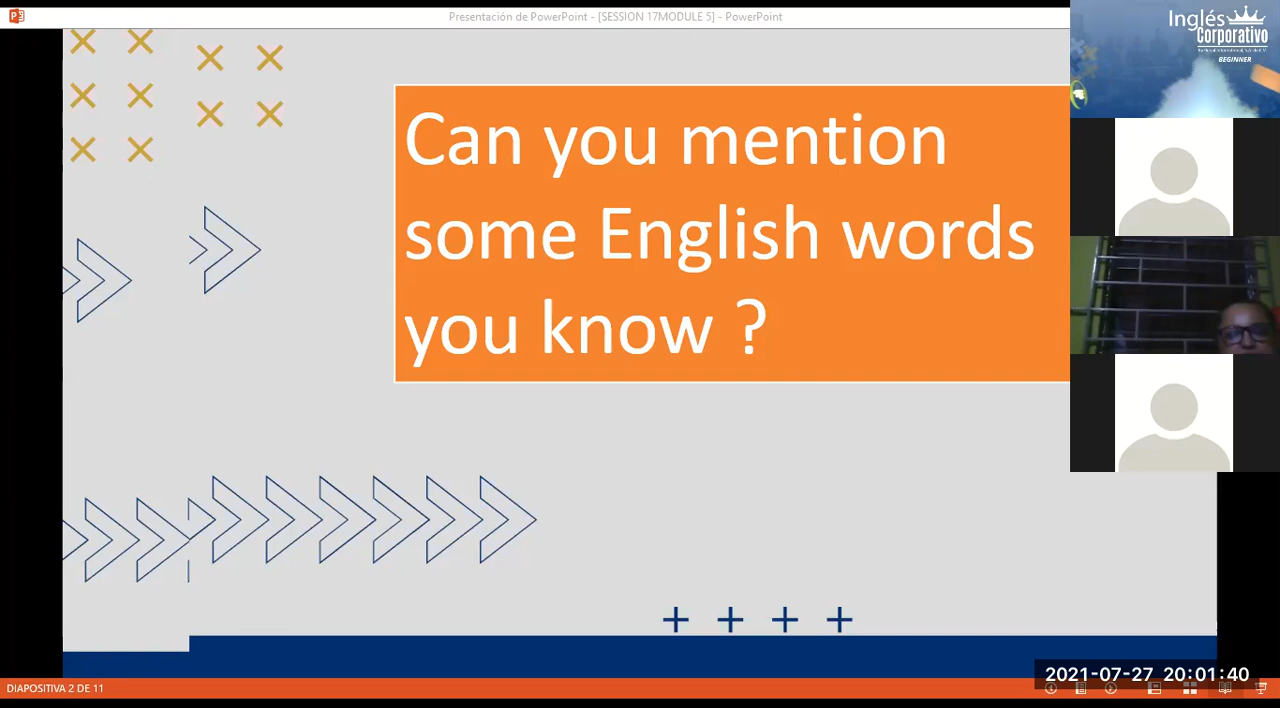 Presentación de PowerPoint - [SESSION 17MODULE 5] - PowerPoint
Inglés
Corporativo
BEGINNER
Can you mention
some English words
you know ?
2021-07-27 20:01:40
DIAPOSITIVA 2 DE 11